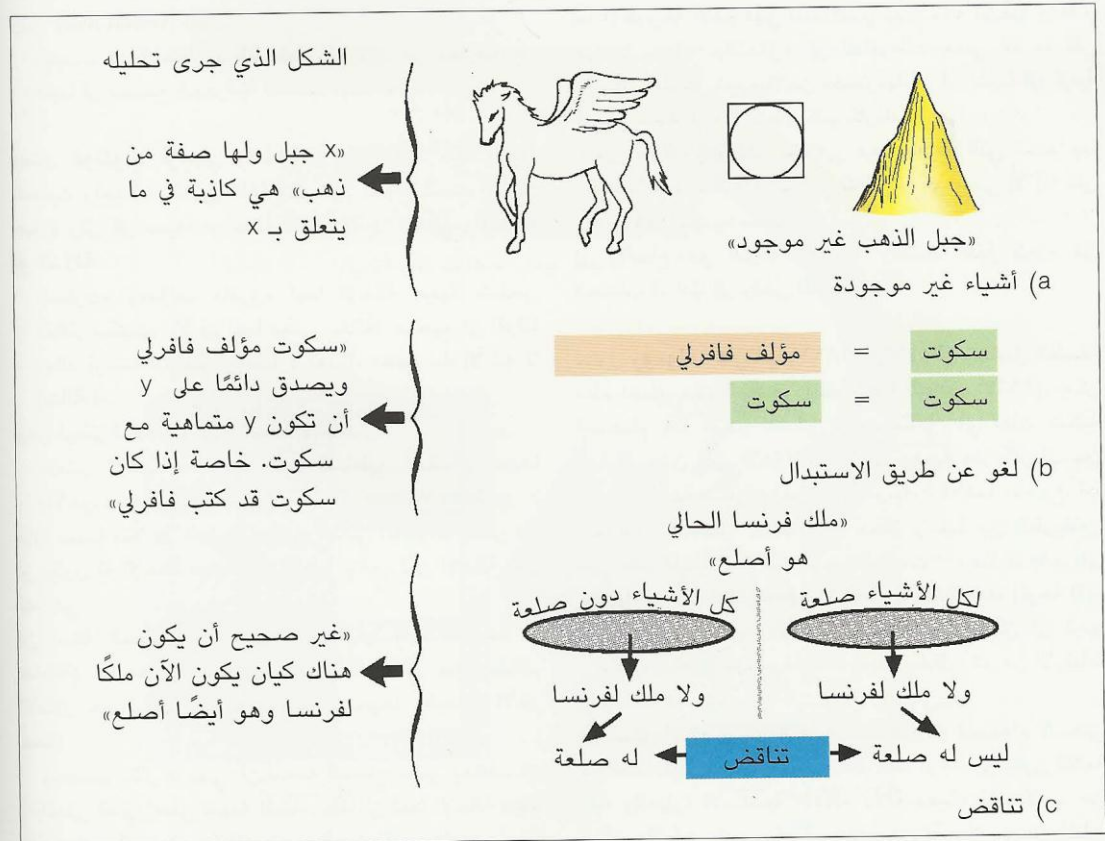 «جبل الذهب غير موجود»
a) أشياء غير موجودة
الشكل الذي جرى تحليله
«x جبل ولها صفة من
ذهب» هي كاذبة في ما
يتعلق بـ x
سكوت = مؤلف فافرلي
سكوت = سكوت
b) لغو عن طريق الاستبدال
«سكوت مؤلف فافرلي
ويصدق دائمًا على y
أن تكون y متماهية مع
سكوت. خاصة إذا كان
سكوت قد كتب فافرلي»
«ملك فرنسا الحالي
هو أصلع»
لكل الأشياء صلعة
ولا ملك لفرنسا
ليس له صلعة
كل الأشياء دون صلعة
ولا ملك لفرنسا
له صلعة
تناقض
c) تناقض
«غير صحيح أن يكون
هناك كيان يكون الآن ملكًا
لفرنسا وهو أيضًا أصلع»